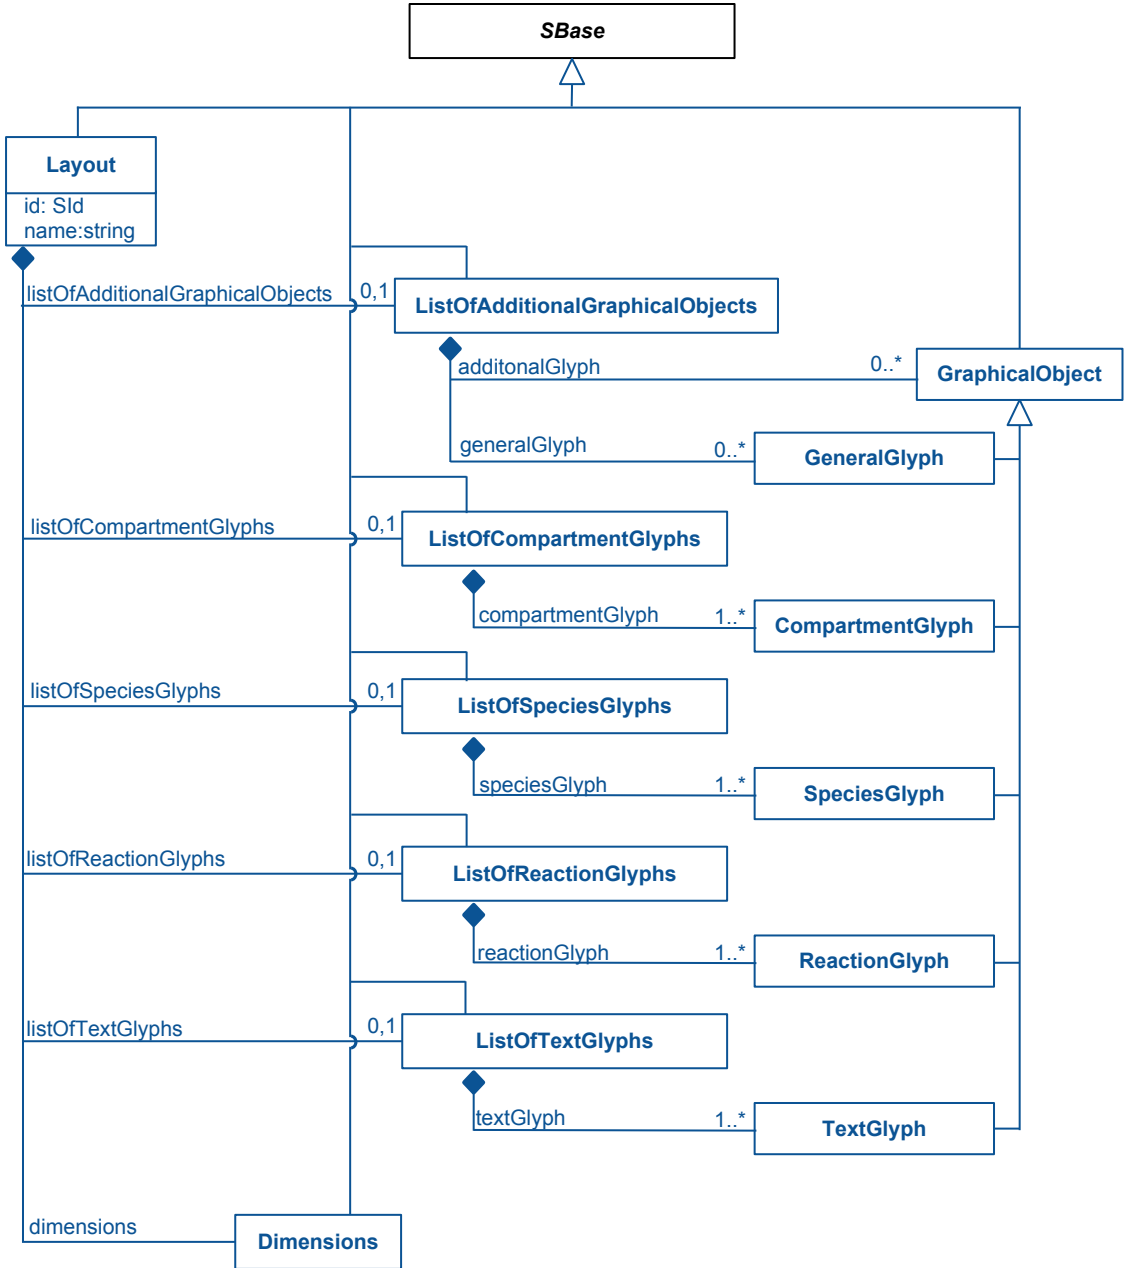 SBase
Layout
id: SId
name:string
listOfAdditionalGraphicalObjects 0,1
ListOfAdditionalGraphicalObjects
additonalGlyph 0..*
GraphicalObject
generalGlyph 0..*
GeneralGlyph
listOfCompartmentGlyphs 0,1
ListOfCompartmentGlyphs
compartmentGlyph 1..*
CompartmentGlyph
listOfSpeciesGlyphs 0,1
ListOfSpeciesGlyphs
speciesGlyph 1..*
SpeciesGlyph
listOfReactionGlyphs 0,1
ListOfReactionGlyphs
reactionGlyph 1..*
ReactionGlyph
listOfTextGlyphs 0,1
ListOfTextGlyphs
textGlyph 1..*
TextGlyph
dimensions
Dimensions